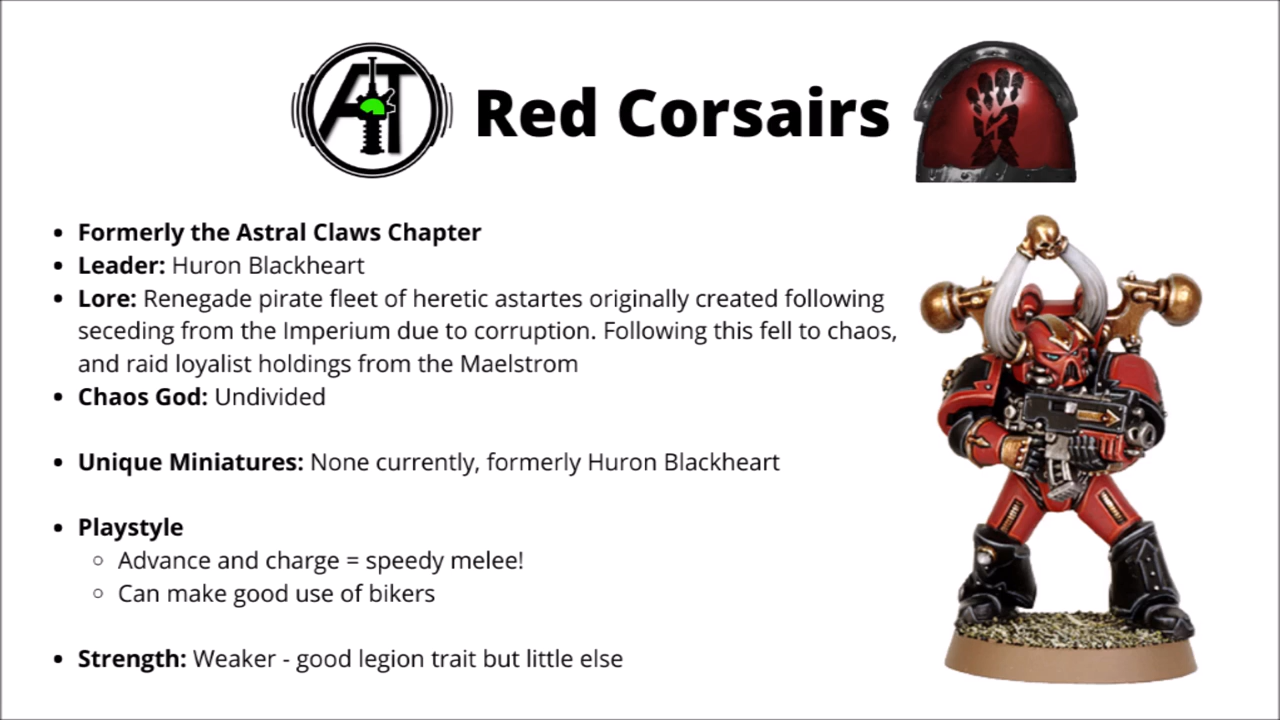 AT
Red Corsairs
• Formerly the Astral Claws Chapter
• Leader: Huron Blackheart
• Lore: Renegade pirate fleet of heretic astartes originally created following
seceding from the Imperium due to corruption. Following this fell to chaos,
and raid loyalist holdings from the Maelstrom
• Chaos God: Undivided
• Unique Miniatures: None currently, formerly Huron Blackheart
• Playstyle
◦ Advance and charge = speedy melee!
◦ Can make good use of bikers
• Strength: Weaker - good legion trait but little else